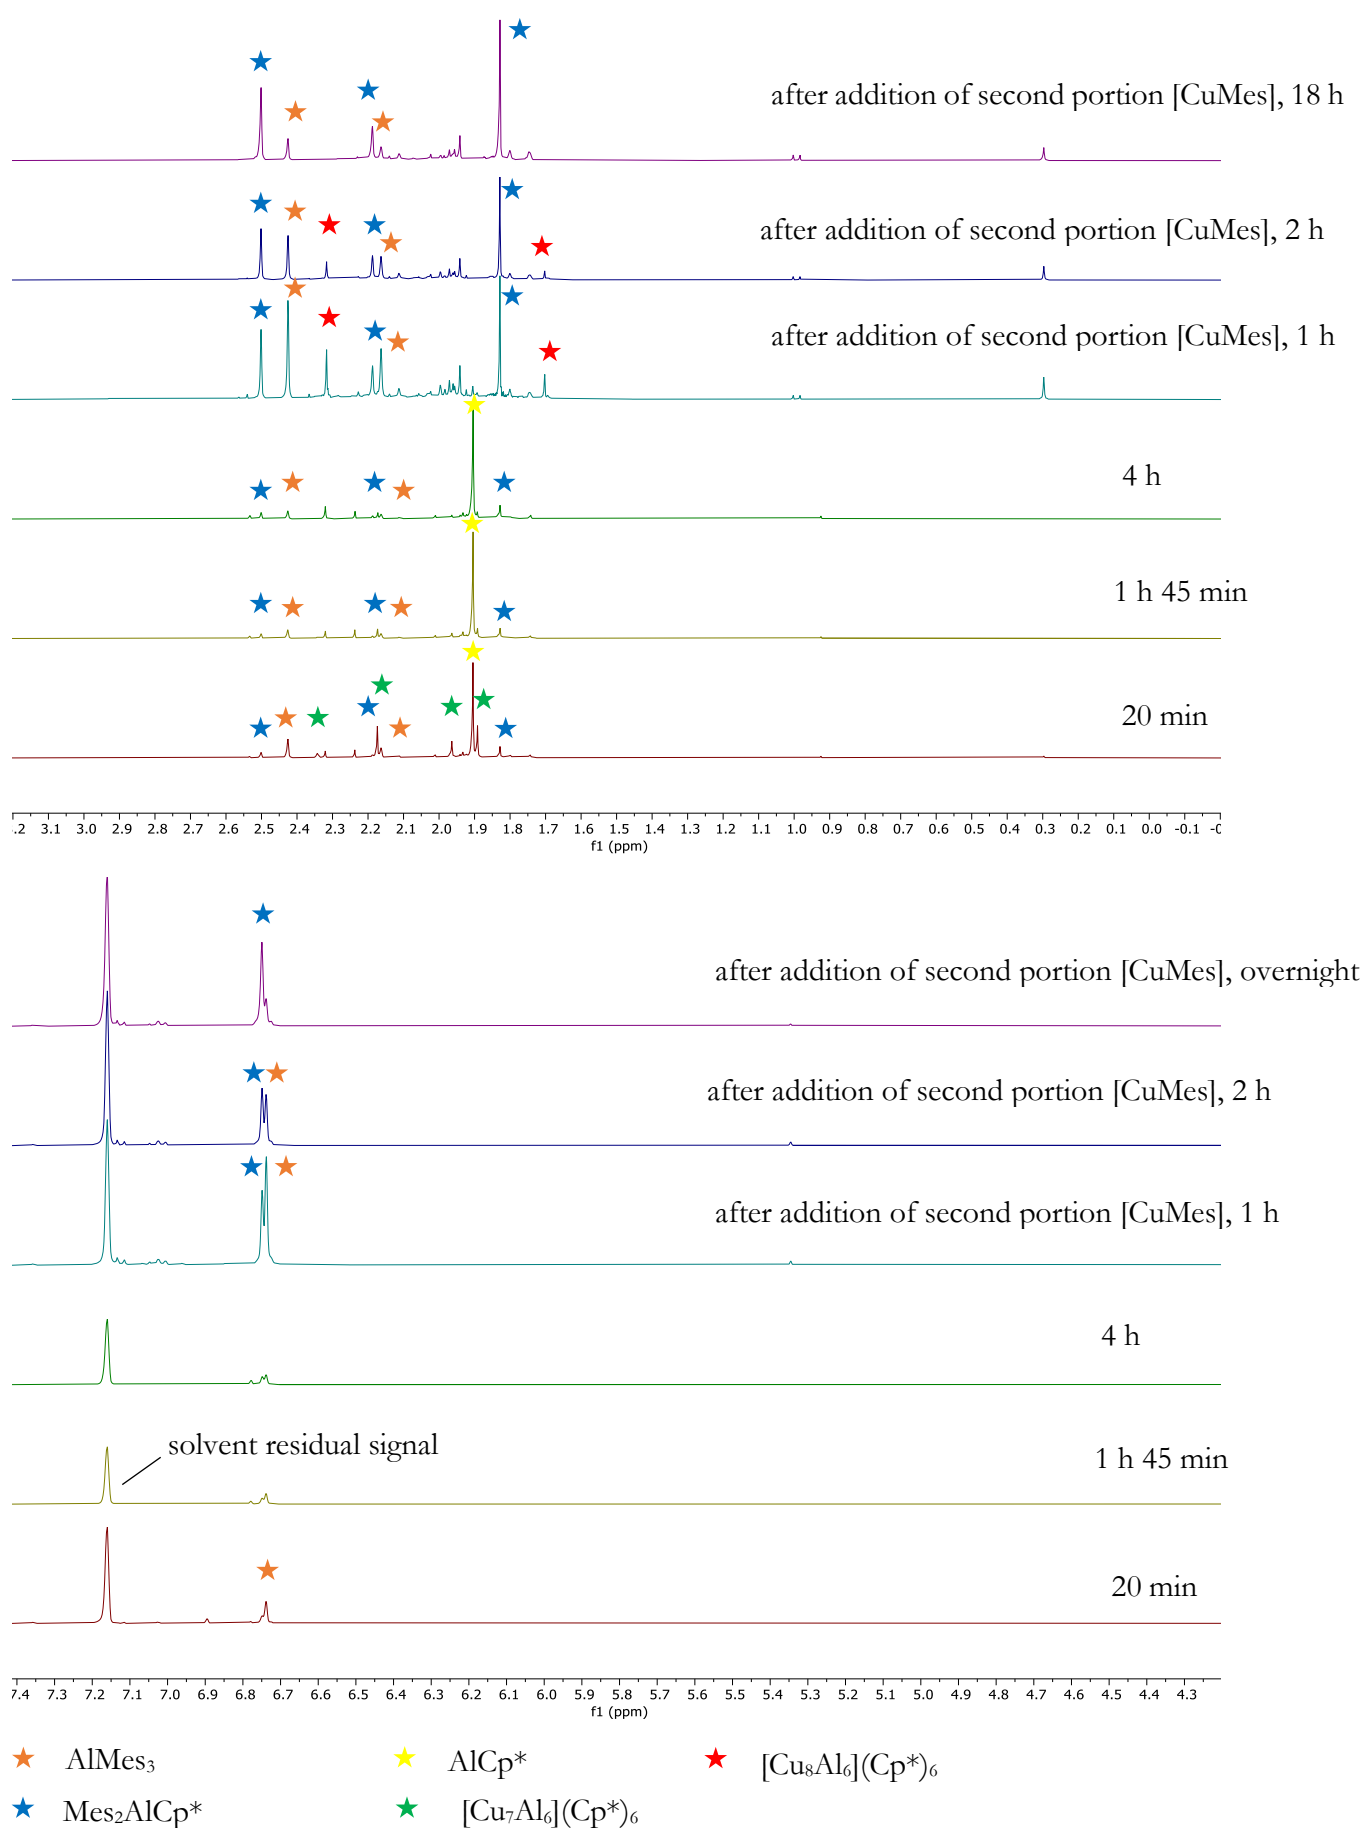 after addition of second portion [CuMes], 18 h
after addition of second portion [CuMes], 2 h
after addition of second portion [CuMes], 1 h
4 h
1 h 45 min
20 min
.2 3.1 3.0 2.9 2.8 2.7 2.6 2.5 2.4 2.3 2.2 2.1 2.0 1.9 1.8 1.7 1.6 1.5 1.4 1.3 1.2 1.1 1.0 0.9 0.8 0.7 0.6 0.5 0.4 0.3 0.2 0.1 0.0 -0.1 -0
f1 (ppm)
after addition of second portion [CuMes], overnight
after addition of second portion [CuMes], 2 h
after addition of second portion [CuMes], 1 h
4 h
solvent residual signal
1 h 45 min
20 min
7.4 7.3 7.2 7.1 7.0 6.9 6.8 6.7 6.6 6.5 6.4 6.3 6.2 6.1 6.0 5.9 5.8 5.7 5.6 5.5 5.4 5.3 5.2 5.1 5.0 4.9 4.8 4.7 4.6 4.5 4.4 4.3
f1 (ppm)
AlMes₃ AlCp* [Cu₈Al₆](Cp*)₆
Mes₂AlCp* [Cu₇Al₆](Cp*)₆